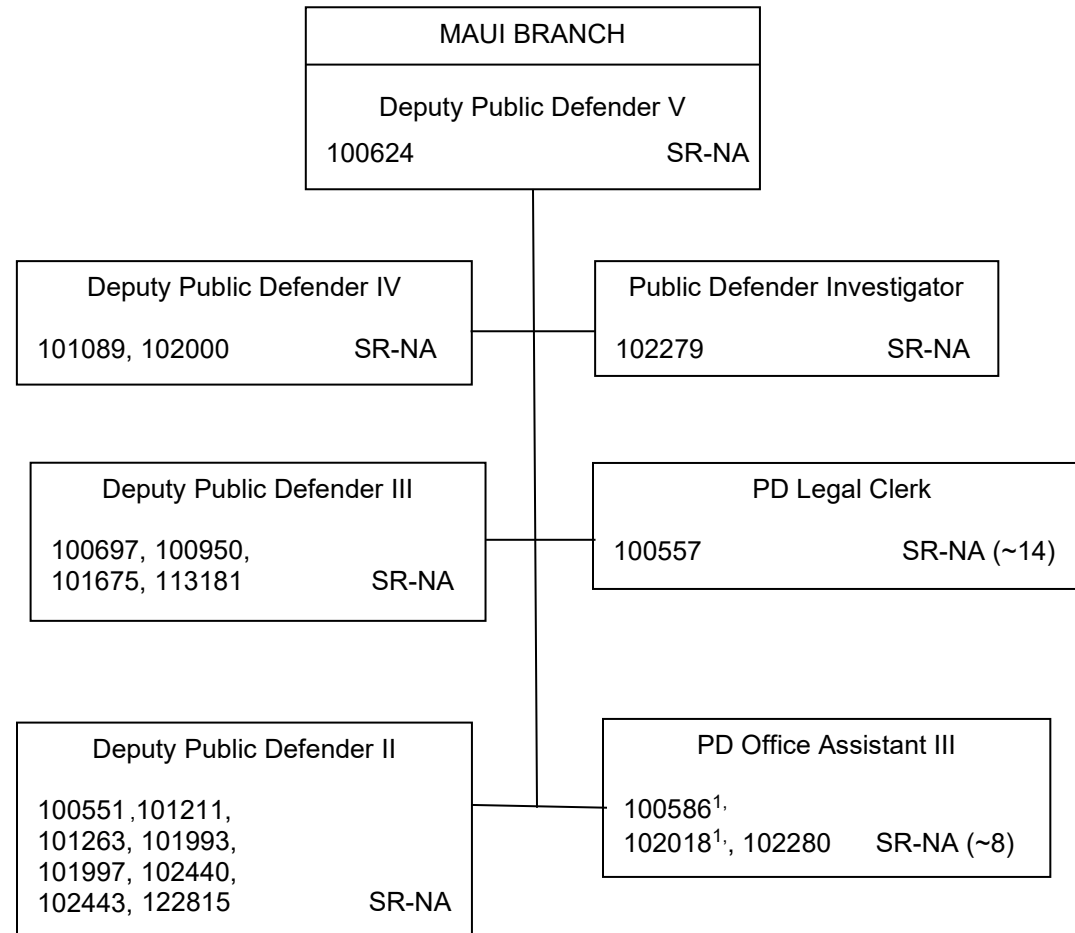 MAUI BRANCH
Deputy Public Defender V
100624 SR-NA
Deputy Public Defender IV
101089, 102000 SR-NA
Public Defender Investigator
102279 SR-NA
Deputy Public Defender III
100697, 100950,
101675, 113181 SR-NA
PD Legal Clerk
100557 SR-NA (~14)
Deputy Public Defender II
100551,101211,
101263, 101993,
101997, 102440,
102443, 122815 SR-NA
PD Office Assistant III
100586¹,
102018¹,, 102280 SR-NA (~8)